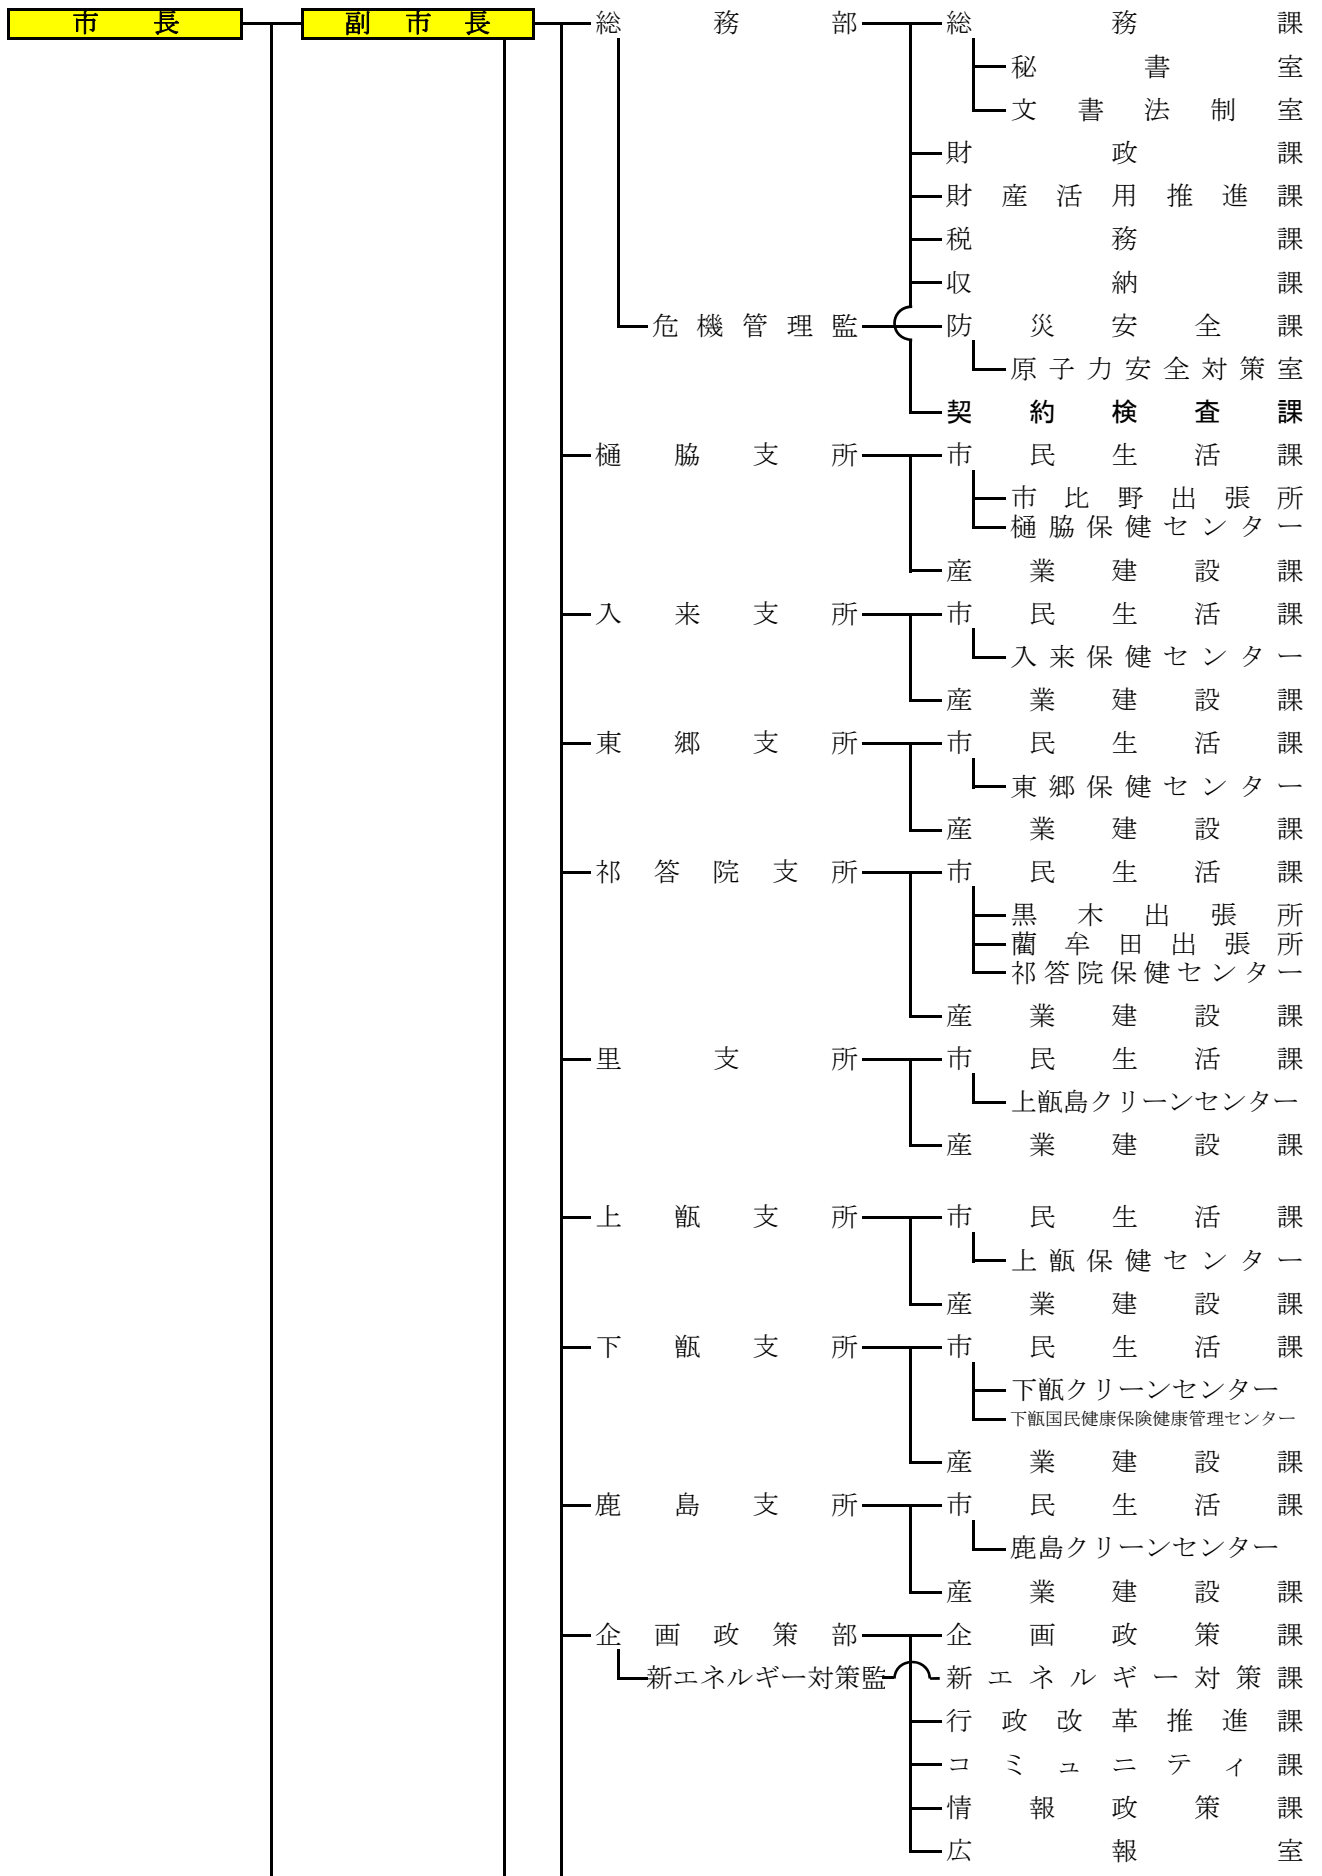 市長 副市長 総務部 総務課
秘書室
文書法制室
財政課
財産活用推進課
税務課
収納課
危機管理監 防災安全課
原子力安全対策室
契約検査課
樋脇支所 市民生活課
市比野出張所
樋脇保健センター
産業建設課
入来支所 市民生活課
入来保健センター
産業建設課
東郷支所 市民生活課
東郷保健センター
産業建設課
祁答院支所 市民生活課
黒木出張所
藺牟田出張所
祁答院保健センター
産業建設課
里支所 市民生活課
上甑島クリーンセンター
産業建設課
上甑支所 市民生活課
上甑保健センター
産業建設課
下甑支所 市民生活課
下甑クリーンセンター
下甑国民健康保険健康管理センター
産業建設課
鹿島支所 市民生活課
鹿島クリーンセンター
産業建設課
企画政策部 企画政策課
新エネルギー対策監 新エネルギー対策課
行政改革推進課
コミュニティ課
情報政策課
広報室